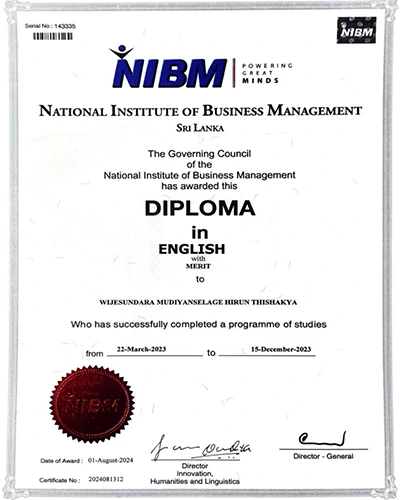 Serial No : 143335
NIBM
NIBM
POWERING
GREAT
MINDS
NATIONAL INSTITUTE OF BUSINESS MANAGEMENT
SRI LANKA
The Governing Council
of the
National Institute of Business Management
has awarded this
DIPLOMA
in
ENGLISH
with
MERIT
to
WIJESUNDARA MUDIYANSELAGE HIRUN THISHAKYA
Who has successfully completed a programme of studies
from 22-March-2023 to 15-December-2023
NIBM
Date of Award : 01-August-2024
Certificate No : 2024081312
Director
Innovation,
Humanities and Linguistics
Director - General